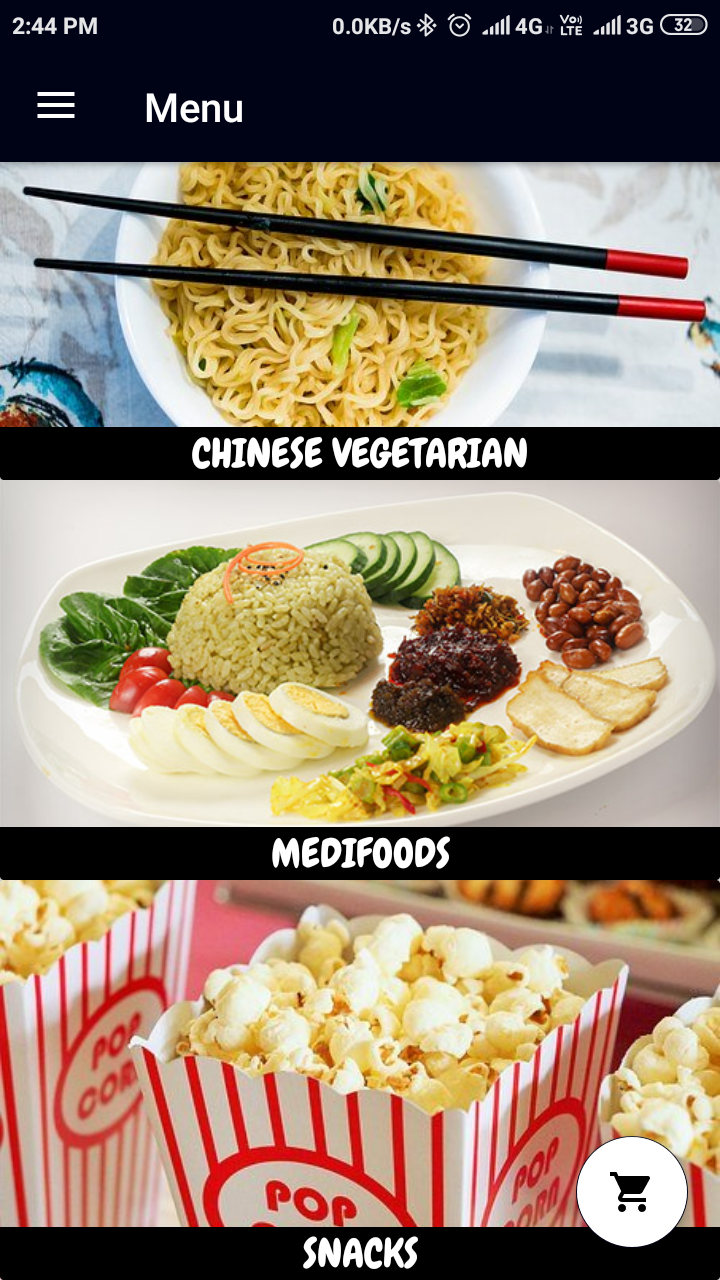 2:44 PM 0.0KB/s 4G Vo) LTE 3G 32
Menu
CHINESE VEGETARIAN
MEDIFOODS
POP
CORN
POP
POP
CORN
SNACKS